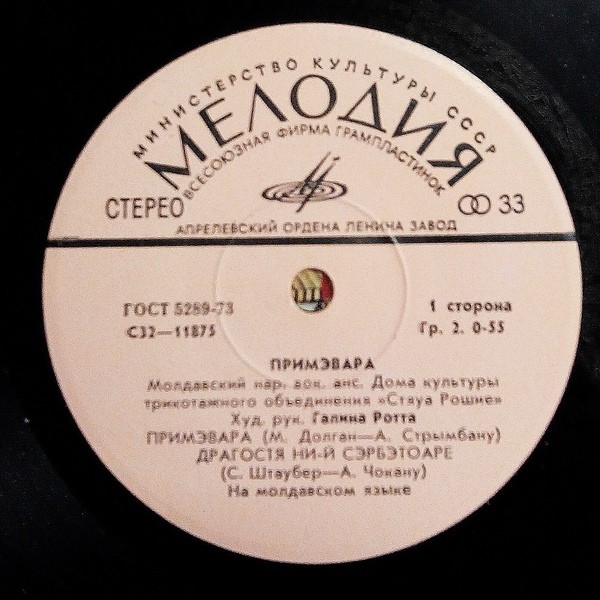 МИНИСТЕРСТВО КУЛЬТУРЫ СССР
МЕЛОДИЯ
ВСЕСОЮЗНАЯ ФИРМА ГРАМПЛАСТИНОК
СТЕРЕО
33
АПРЕЛЕВСКИЙ ОРДЕНА ЛЕНИНА ЗАВОД
ГОСТ 5289-73
1 сторона
С32—11875
Гр. 2. 0-55
ПРИМЭВАРА
Молдавский нар. вок. анс. Дома культуры
трикотажного объединения «Стяуа Рошие»
Худ. рук. Галина Ротта
ПРИМЭВАРА (М. Долган—А. Стрымбану)
ДРАГОСТЯ НИ-Й СЭРБЭТОАРЕ
(С. Штаубер—А. Чокану)
На молдавском языке